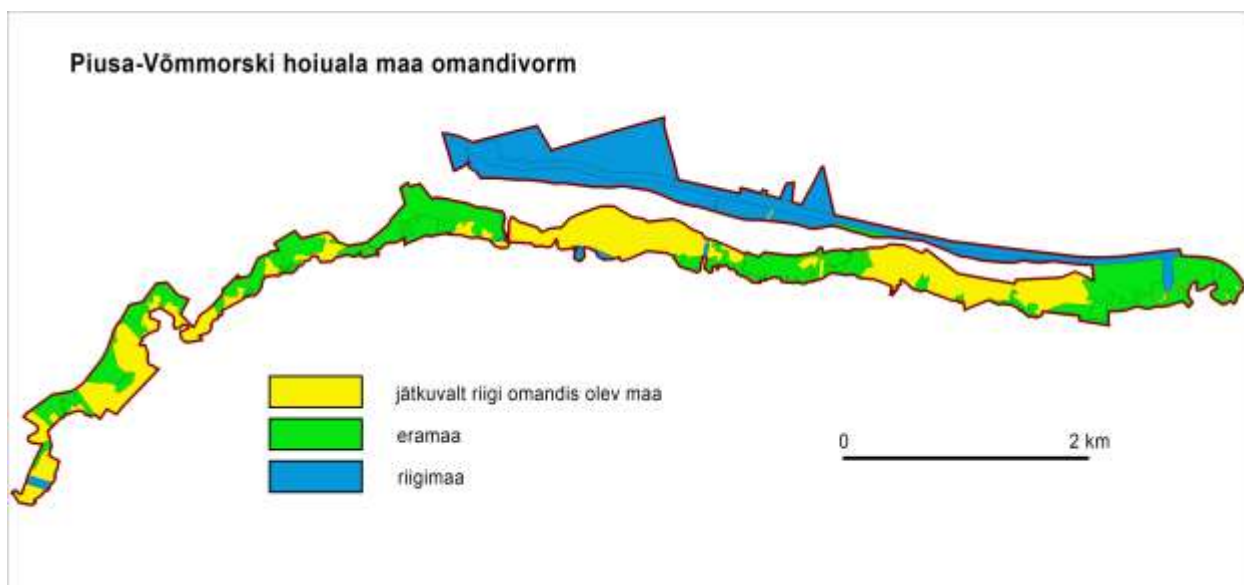 Piusa-Võmmorski hoiuala maa omandivorm
jätkuvalt riigi omandis olev maa
eramaa
riigimaa
0 2 km